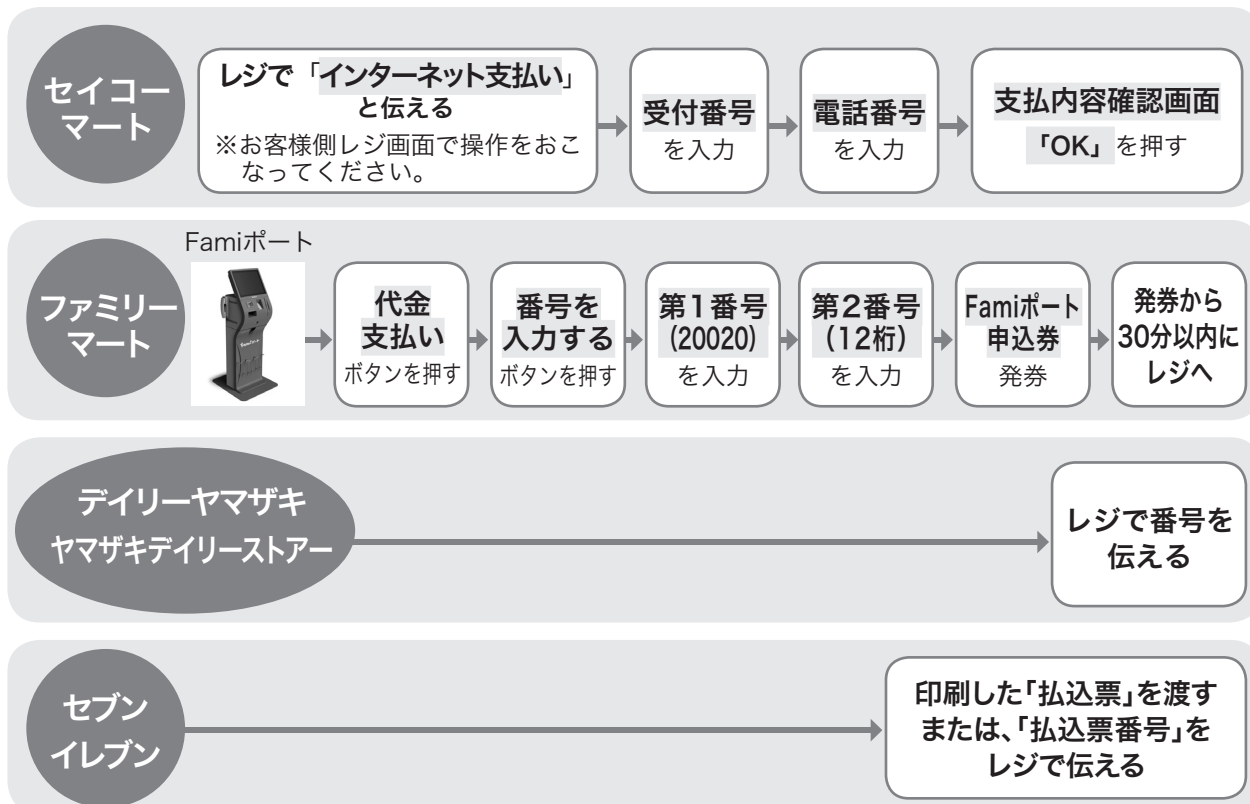 セイコー
マート
レジで「インターネット支払い」
と伝える
※お客様側レジ画面で操作をおこ
なってください。
受付番号
を入力
電話番号
を入力
支払内容確認画面
「OK」を押す
ファミリー
マート
Famiポート
代金
支払い
ボタンを押す
番号を
入力する
ボタンを押す
第1番号
(20020)
を入力
第2番号
(12桁)
を入力
Famiポート
申込券
発券
発券から
30分以内に
レジへ
デイリーヤマザキ
ヤマザキデイリーストアー
レジで番号を
伝える
セブン
イレブン
印刷した「払込票」を渡す
または、「払込票番号」を
レジで伝える